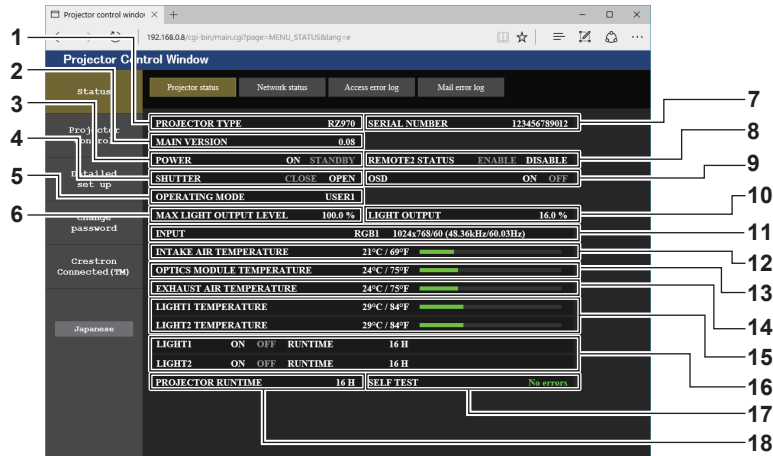 Projector control window
192.168.0.8/cgi-bin/main.cgi?page=MENU_STATUS&lang=e
Projector Control Window
Status
Projector control
Detailed set up
Change password
Crestron Connected(TM)
Japanese
Projector status Network status Access error log Mail error log
PROJECTOR TYPE RZ970 SERIAL NUMBER 123456789012
MAIN VERSION 0.08
POWER ON STANDBY REMOTE2 STATUS ENABLE DISABLE
SHUTTER CLOSE OPEN OSD ON OFF
OPERATING MODE USER1
MAX LIGHT OUTPUT LEVEL 100.0 % LIGHT OUTPUT 16.0 %
INPUT RGB1 1024x768/60 (48.36kHz/60.03Hz)
INTAKE AIR TEMPERATURE 21°C / 69°F
OPTICS MODULE TEMPERATURE 24°C / 75°F
EXHAUST AIR TEMPERATURE 24°C / 75°F
LIGHT1 TEMPERATURE 29°C / 84°F
LIGHT2 TEMPERATURE 29°C / 84°F
LIGHT1 ON OFF RUNTIME 16 H
LIGHT2 ON OFF RUNTIME 16 H
PROJECTOR RUNTIME 16 H SELF TEST No errors
1
2
3
4
5
6
7
8
9
10
11
12
13
14
15
16
17
18